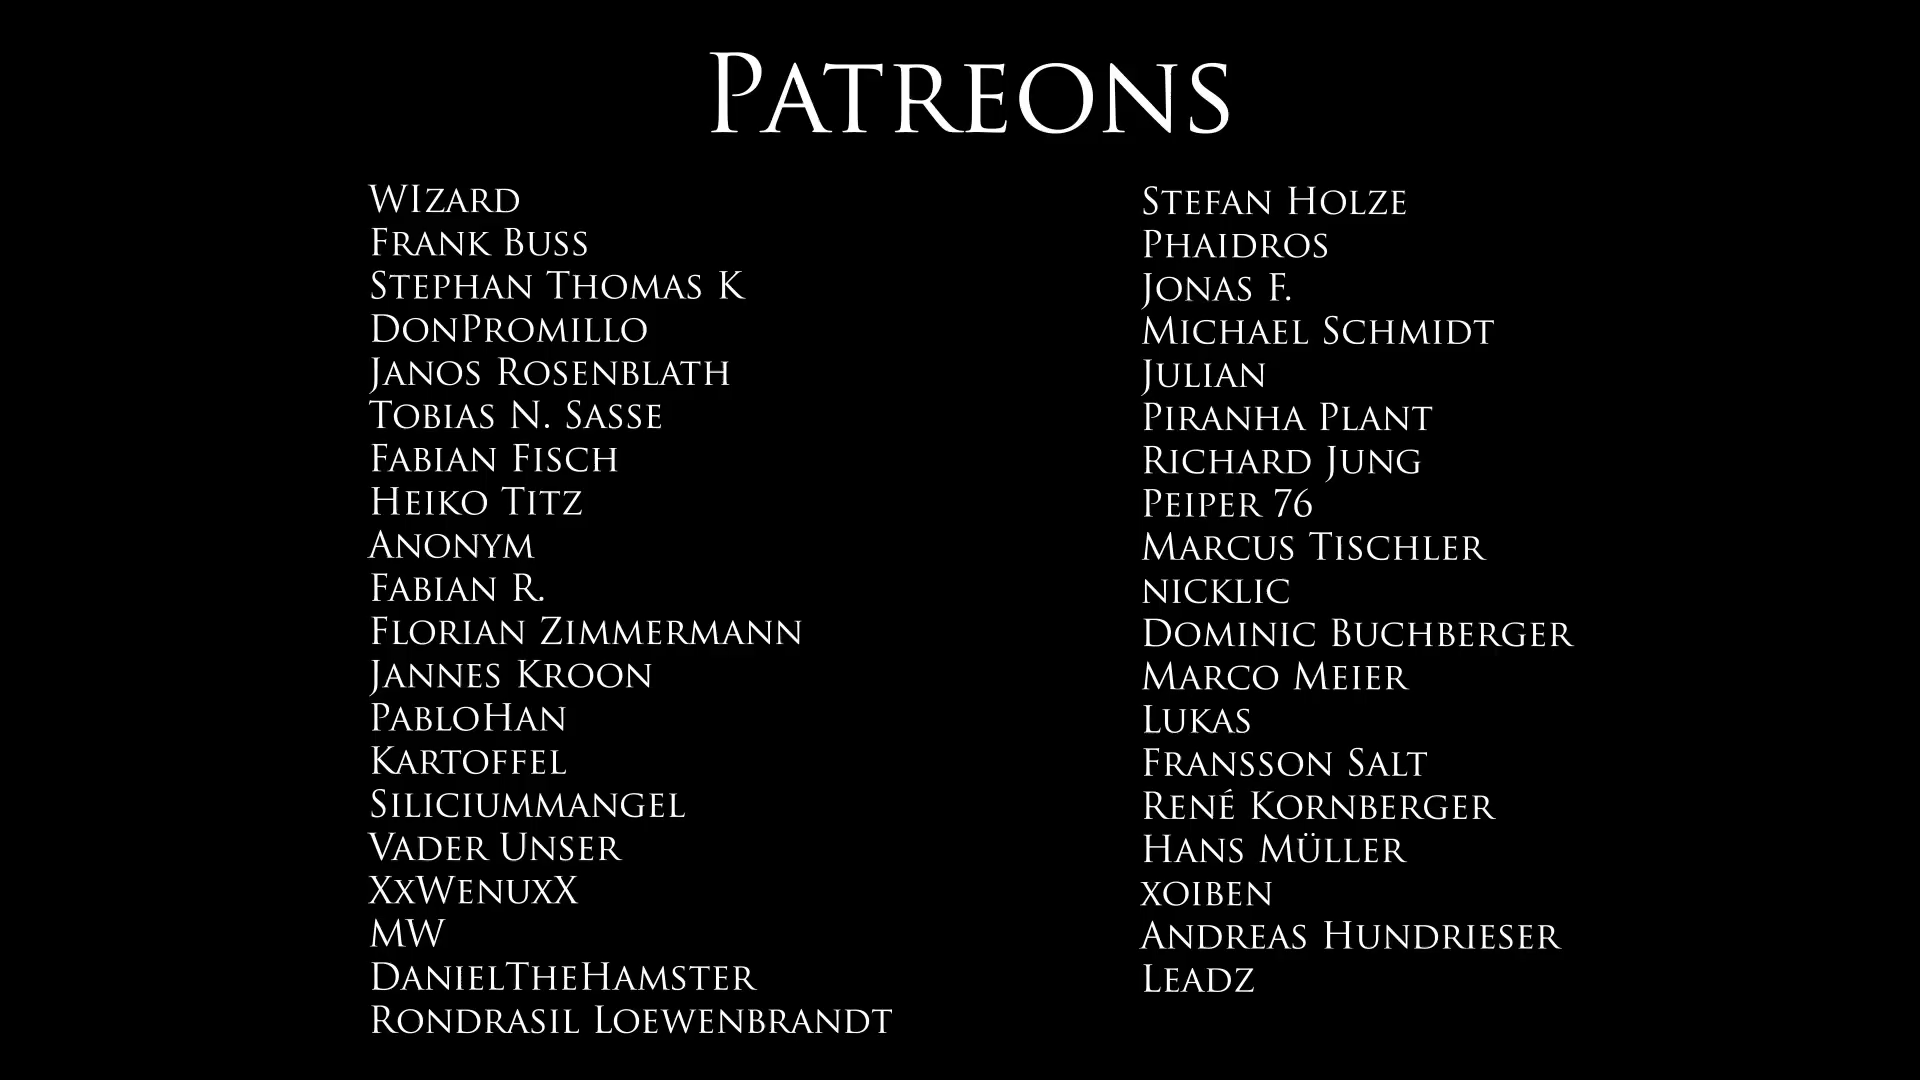 Patreons
WIzard
Frank Buss
Stephan Thomas K
DonPromillo
Janos Rosenblath
Tobias N. Sasse
Fabian Fisch
Heiko Titz
Anonym
Fabian R.
Florian Zimmermann
Jannes Kroon
PabloHan
Kartoffel
Siliciummangel
Vader Unser
XxWenuxX
MW
DanielTheHamster
Rondrasil Loewenbrandt
Stefan Holze
Phaidros
Jonas F.
Michael Schmidt
Julian
Piranha Plant
Richard Jung
Peiper 76
Marcus Tischler
nicklic
Dominic Buchberger
Marco Meier
Lukas
Fransson Salt
René Kornberger
Hans Müller
xoiben
Andreas Hundrieser
Leadz